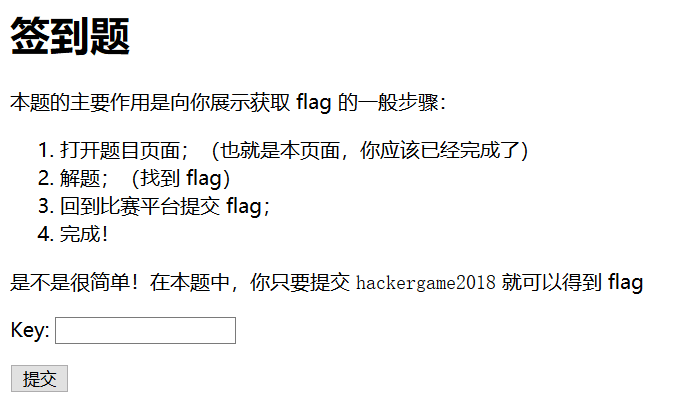 签到题
本题的主要作用是向你展示获取 flag 的一般步骤：
1. 打开题目页面；（也就是本页面，你应该已经完成了）
2. 解题；（找到 flag）
3. 回到比赛平台提交 flag；
4. 完成！
是不是很简单！在本题中，你只要提交 hackergame2018 就可以得到 flag
Key:
提交